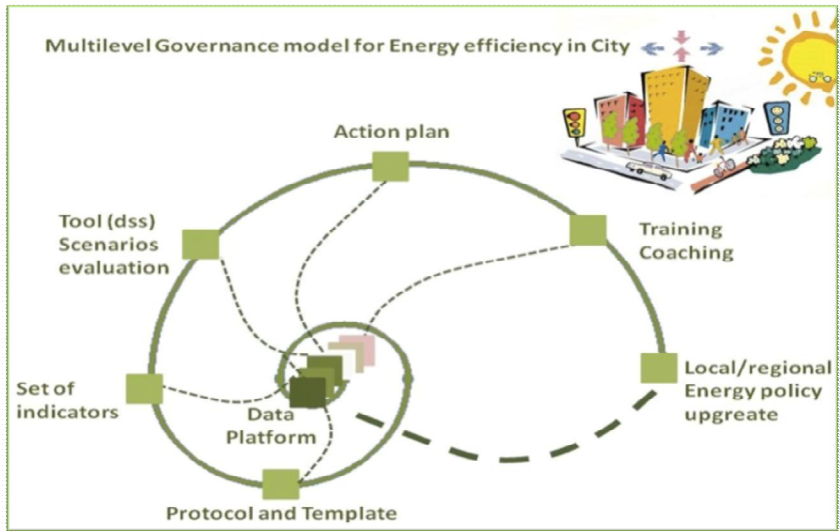 Multilevel Governance model for Energy efficiency in City
Action plan
Tool (dss)
Scenarios
evaluation
Training
Coaching
Set of
indicators
Data
Platform
Local/regional
Energy policy
upgreate
Protocol and Template